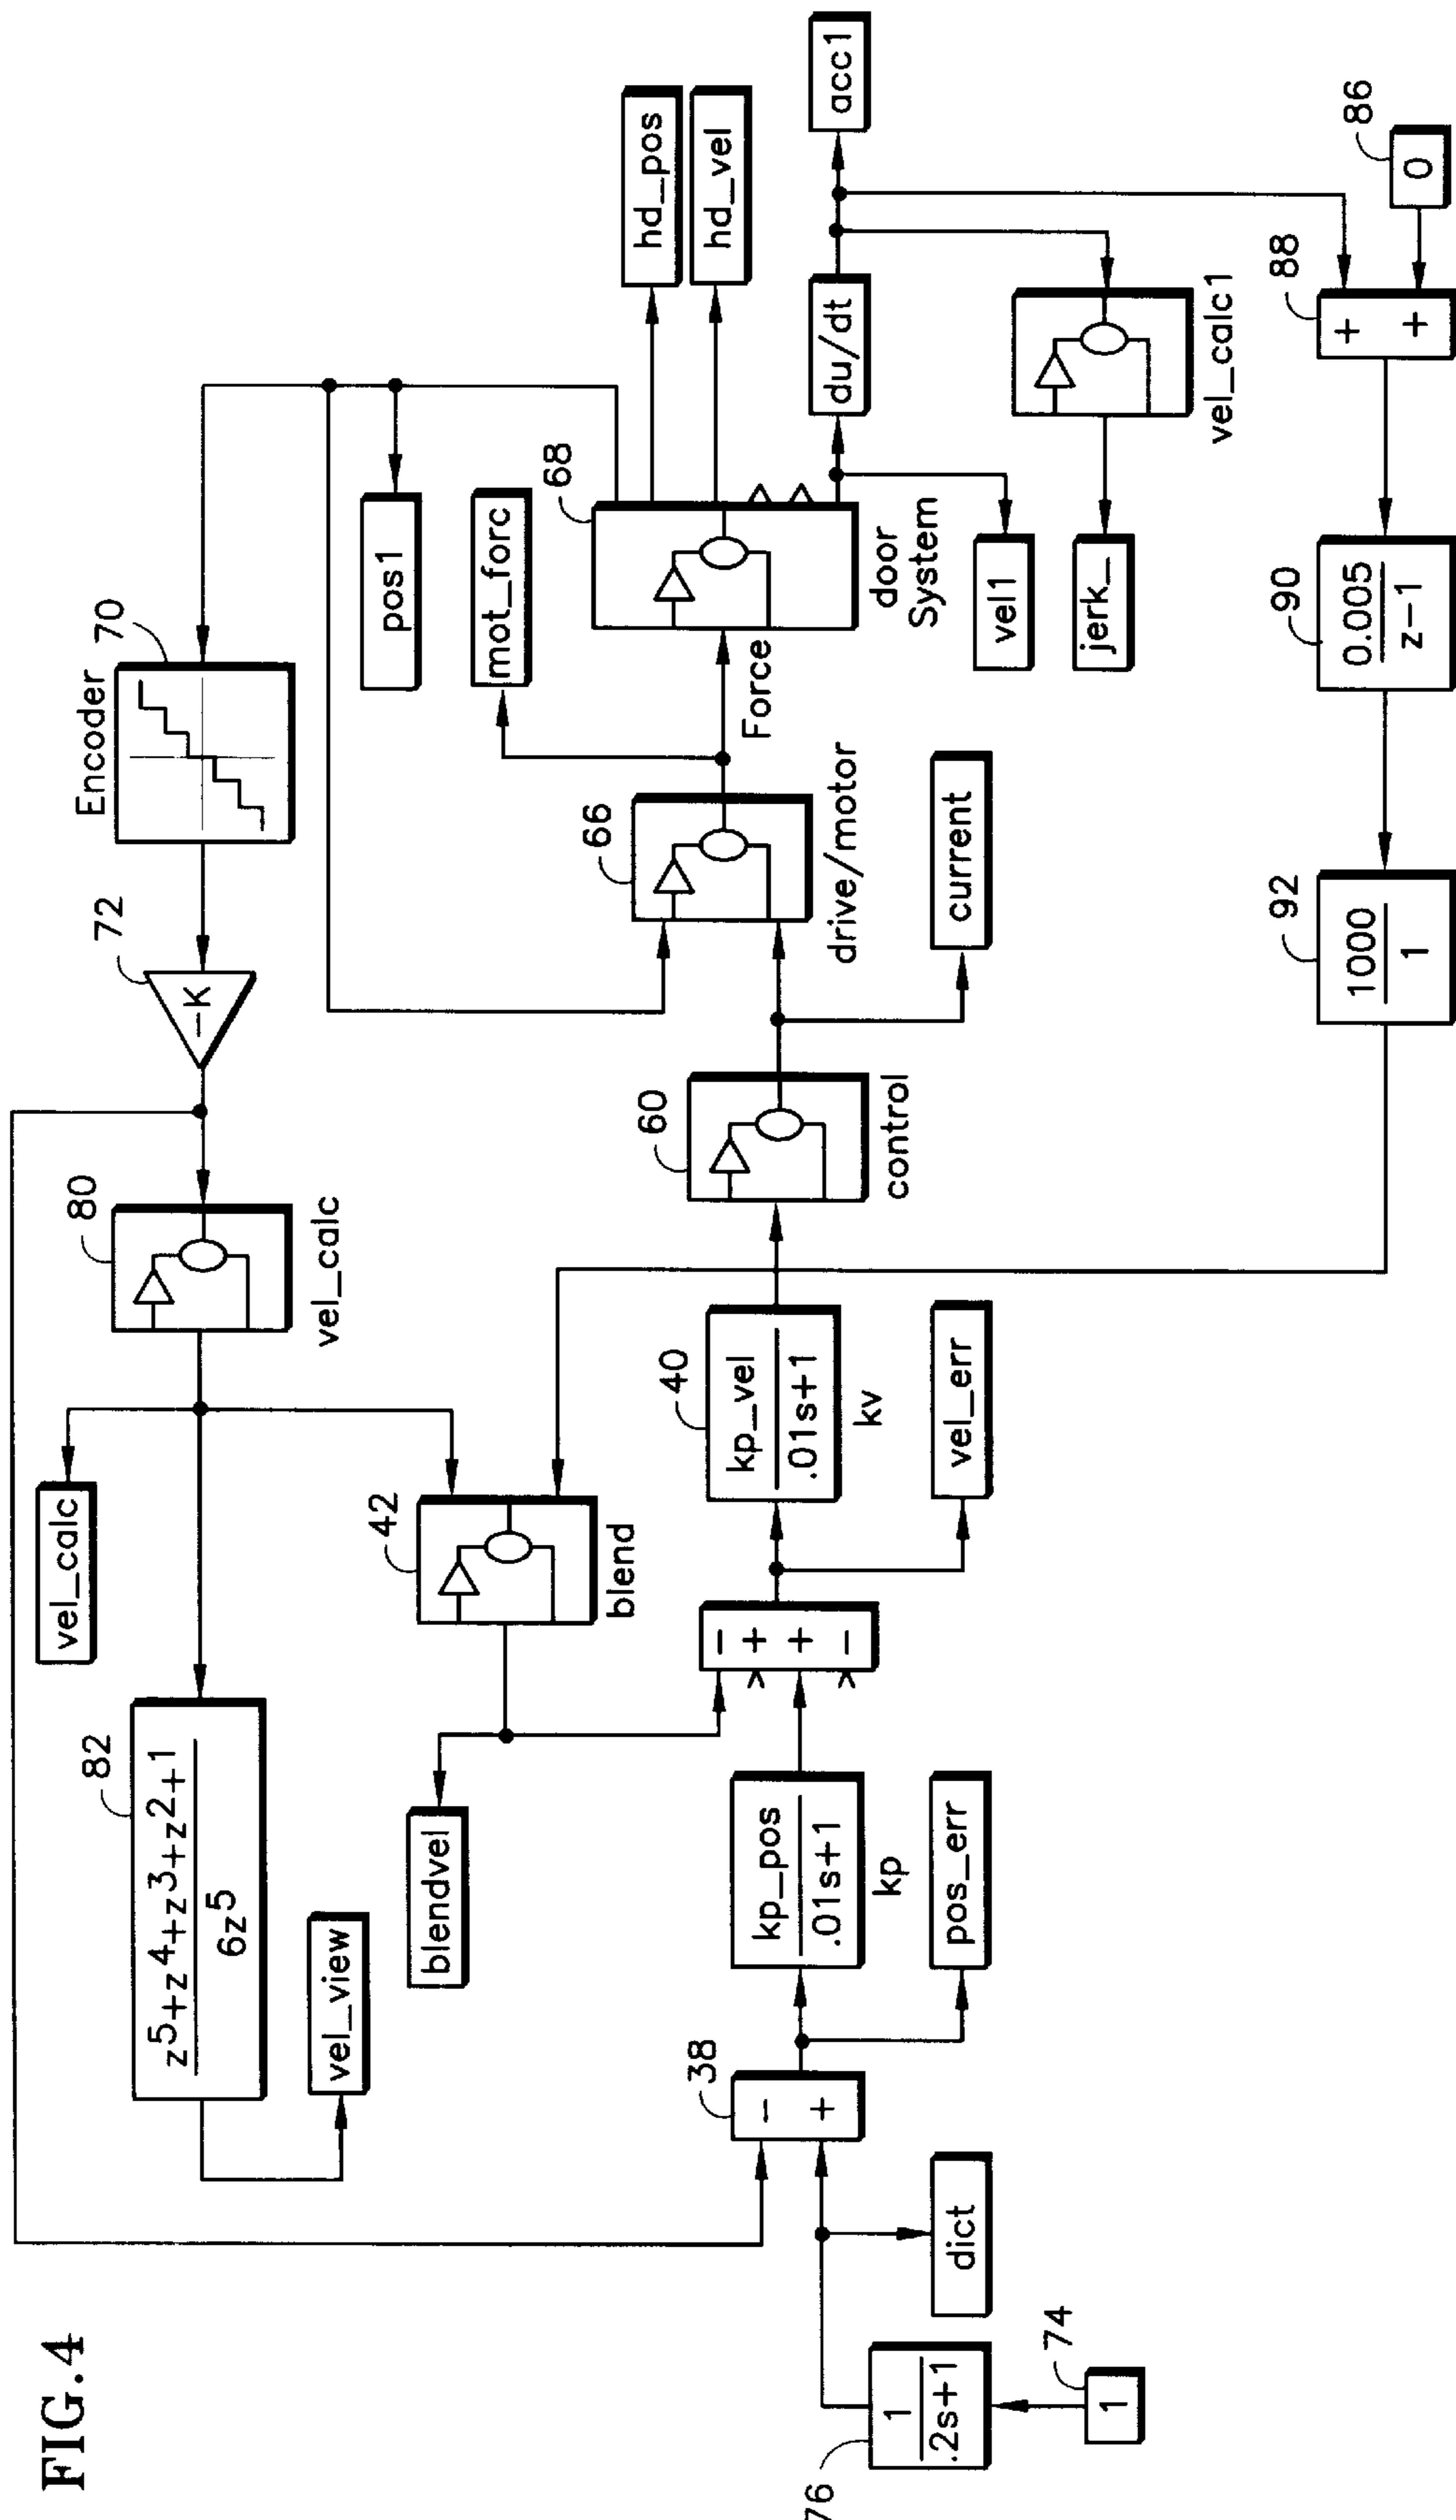 FIG.4
82
z5+z4+z3+z2+1
6z5
vel_view
vel_calc
80
vel_calc
72
-K
Encoder
70
pos1
42
blend
blendvel
mot_forc
hd_pos
hd_vel
76
1
.2s+1
74
1
dict
38
-
+
kp_pos
.01s+1
kp
pos_err
-
+
+
-
40
kp_vel
.01s+1
kv
vel_err
60
control
current
66
drive/motor
Force
68
door
System
vel1
du/dt
acc1
jerk_
vel_calc1
92
1000
1
90
0.005
z-1
88
+
+
86
0